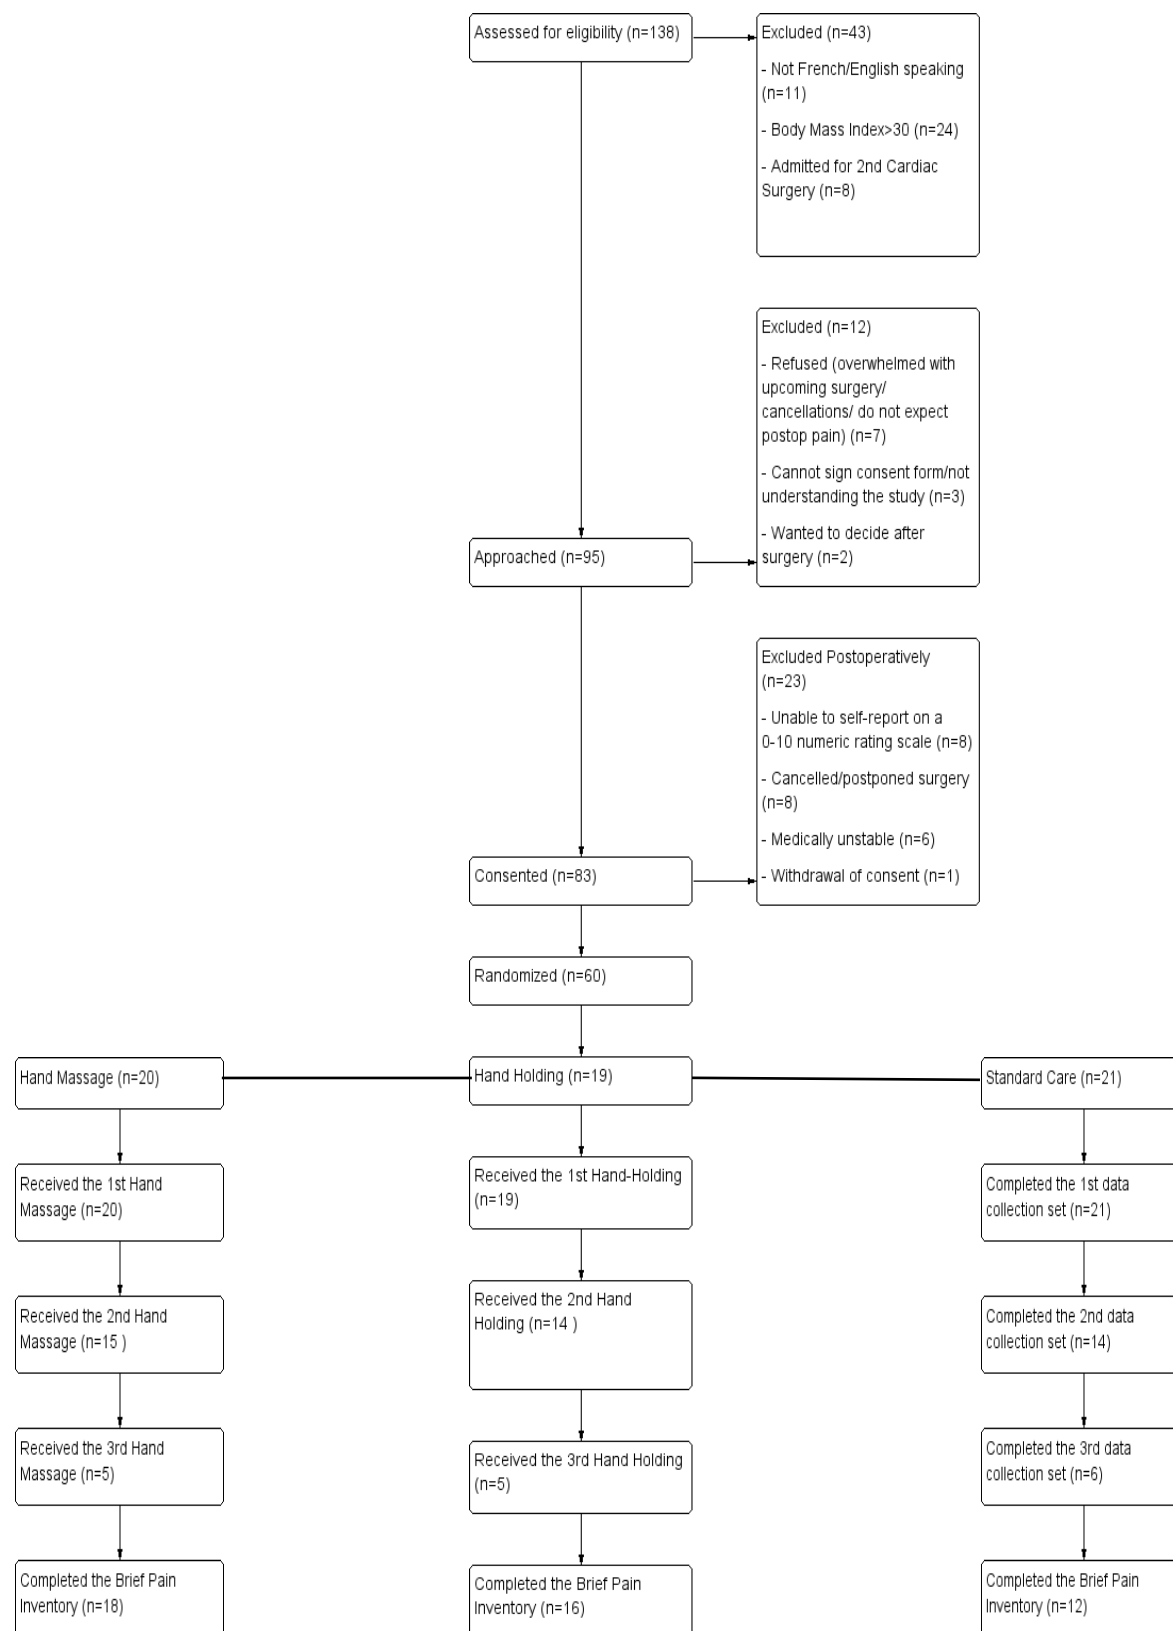 Assessed for eligibility (n=138)
Excluded (n=43)
- Not French/English speaking
(n=11)
- Body Mass Index>30 (n=24)
- Admitted for 2nd Cardiac
Surgery (n=8)
Excluded (n=12)
- Refused (overwhelmed with
upcoming surgery/
cancellations/ do not expect
postop pain) (n=7)
- Cannot sign consent form/not
understanding the study (n=3)
- Wanted to decide after
surgery (n=2)
Approached (n=95)
Excluded Postoperatively
(n=23)
- Unable to self-report on a
0-10 numeric rating scale (n=8)
- Cancelled/postponed surgery
(n=8)
- Medically unstable (n=6)
- Withdrawal of consent (n=1)
Consented (n=83)
Randomized (n=60)
Hand Massage (n=20)
Hand Holding (n=19)
Standard Care (n=21)
Received the 1st Hand
Massage (n=20)
Received the 1st Hand-Holding
(n=19)
Completed the 1st data
collection set (n=21)
Received the 2nd Hand
Massage (n=15 )
Received the 2nd Hand
Holding (n=14 )
Completed the 2nd data
collection set (n=14)
Received the 3rd Hand
Massage (n=5)
Received the 3rd Hand Holding
(n=5)
Completed the 3rd data
collection set (n=6)
Completed the Brief Pain
Inventory (n=18)
Completed the Brief Pain
Inventory (n=16)
Completed the Brief Pain
Inventory (n=12)